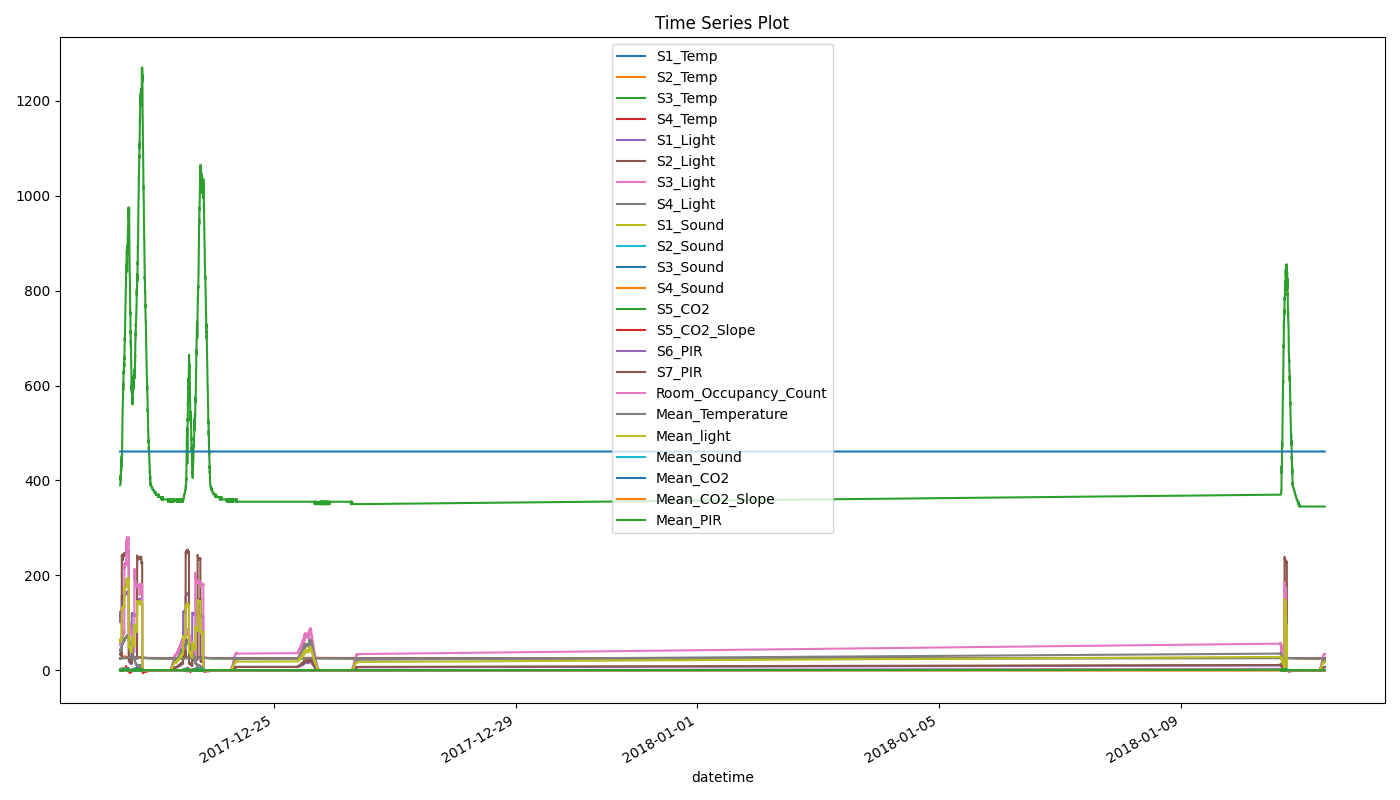 Time Series Plot
S1_Temp
S2_Temp
S3_Temp
S4_Temp
S1_Light
S2_Light
S3_Light
S4_Light
S1_Sound
S2_Sound
S3_Sound
S4_Sound
S5_CO2
S5_CO2_Slope
S6_PIR
S7_PIR
Room_Occupancy_Count
Mean_Temperature
Mean_light
Mean_sound
Mean_CO2
Mean_CO2_Slope
Mean_PIR
1200
1000
800
600
400
200
0
2017-12-25
2017-12-29
2018-01-01
2018-01-05
2018-01-09
datetime